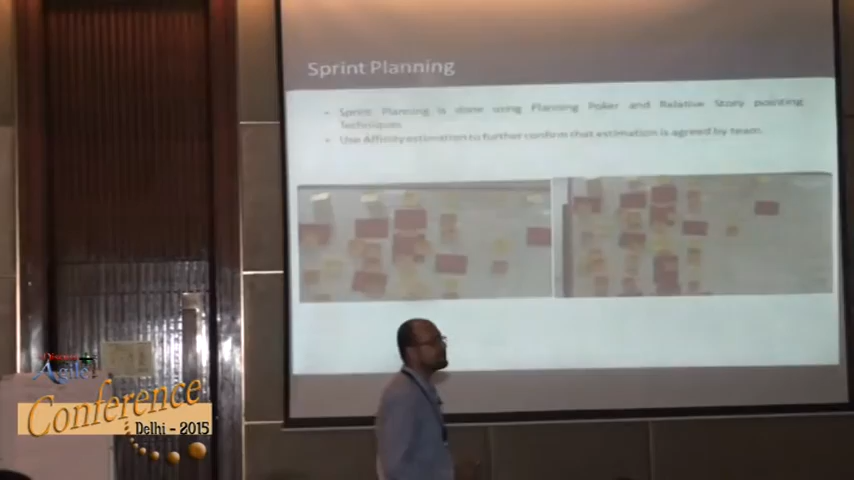 Sprint Planning
• Sprint Planning is done using Planning Poker and Relative Story pointing
Techniques.
• Use Affinity estimation to further confirm that estimation is agreed by team.
Discuss
Agile
Conference
Delhi - 2015